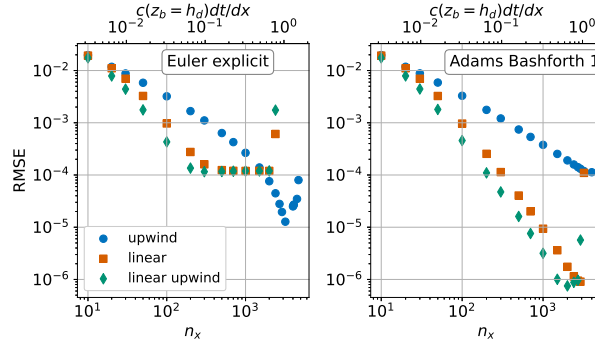 c(z_b = h_d)dt/dx
c(z_b = h_d)dt/dx
10^{-2} 10^{-1} 10^0
10^{-2} 10^{-1} 10^0
Euler explicit
Adams Bashforth 1
RMSE
10^{-2}
10^{-3}
10^{-4}
10^{-5}
10^{-6}
10^{-2}
10^{-3}
10^{-4}
10^{-5}
10^{-6}
upwind
linear
linear upwind
10^1 10^2 10^3
10^1 10^2 10^3
n_x
n_x